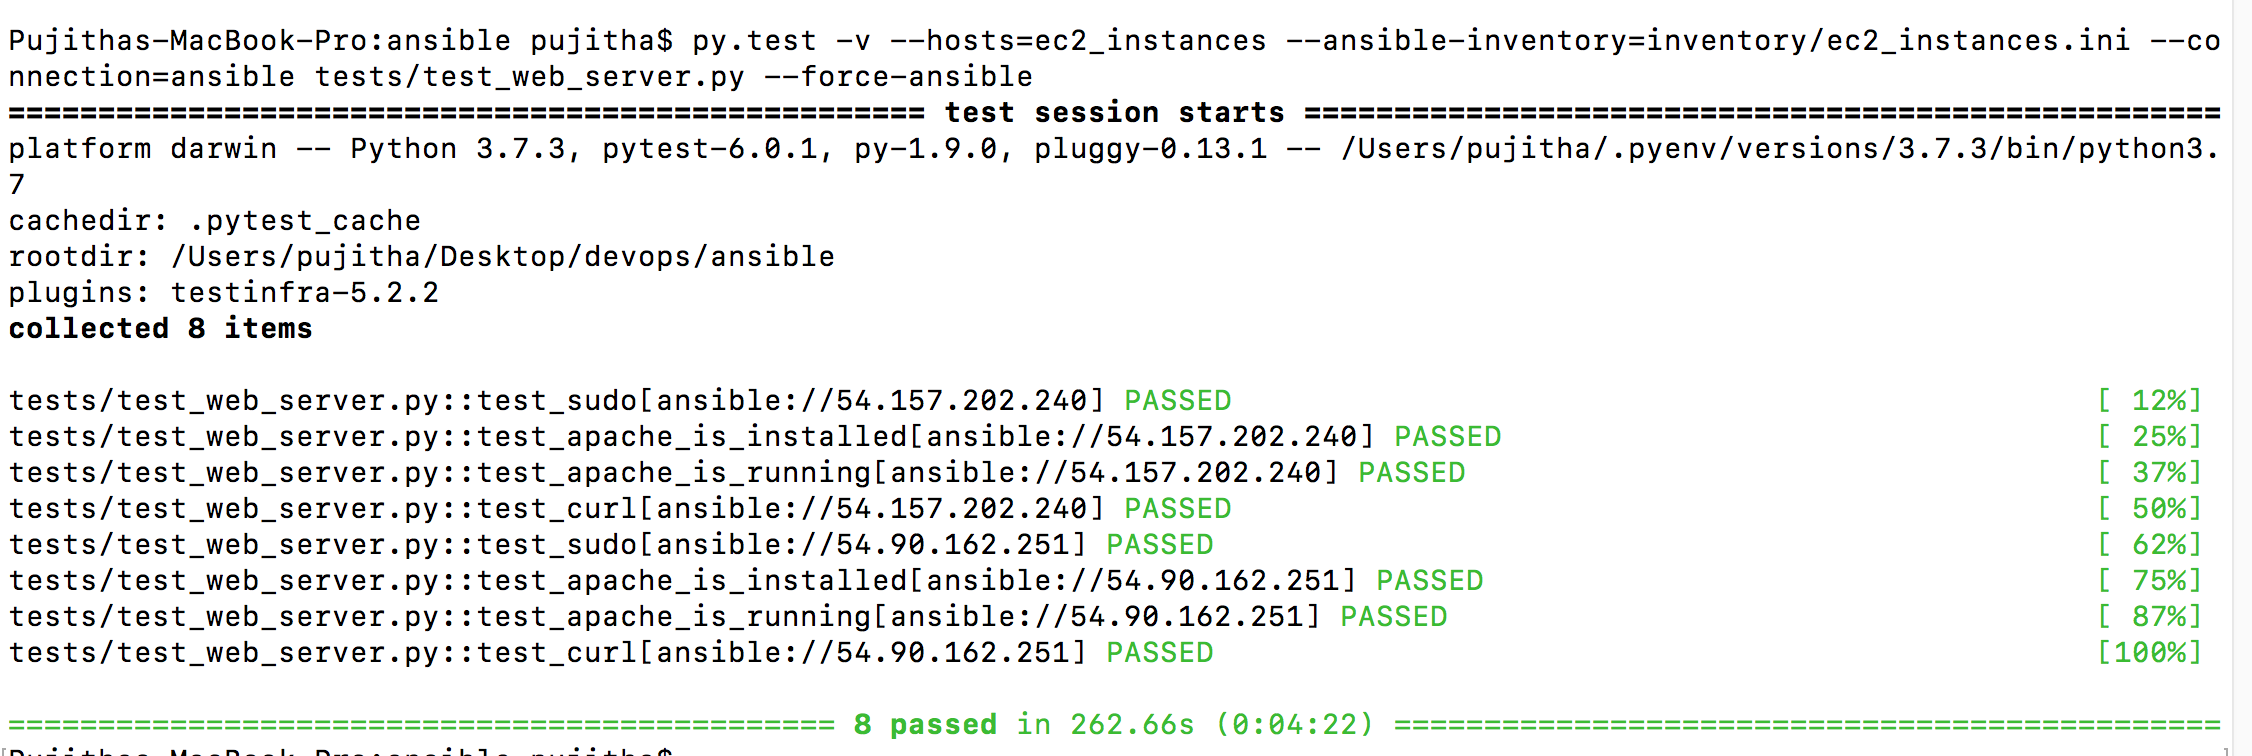 Pujithas-MacBook-Pro:ansible pujitha$ py.test -v --hosts=ec2_instances --ansible-inventory=inventory/ec2_instances.ini --co
nnection=ansible tests/test_web_server.py --force-ansible
=================================================== test session starts ===================================================
platform darwin -- Python 3.7.3, pytest-6.0.1, py-1.9.0, pluggy-0.13.1 -- /Users/pujitha/.pyenv/versions/3.7.3/bin/python3.
7
cachedir: .pytest_cache
rootdir: /Users/pujitha/Desktop/devops/ansible
plugins: testinfra-5.2.2
collected 8 items
tests/test_web_server.py::test_sudo[ansible://54.157.202.240] PASSED [ 12%]
tests/test_web_server.py::test_apache_is_installed[ansible://54.157.202.240] PASSED [ 25%]
tests/test_web_server.py::test_apache_is_running[ansible://54.157.202.240] PASSED [ 37%]
tests/test_web_server.py::test_curl[ansible://54.157.202.240] PASSED [ 50%]
tests/test_web_server.py::test_sudo[ansible://54.90.162.251] PASSED [ 62%]
tests/test_web_server.py::test_apache_is_installed[ansible://54.90.162.251] PASSED [ 75%]
tests/test_web_server.py::test_apache_is_running[ansible://54.90.162.251] PASSED [ 87%]
tests/test_web_server.py::test_curl[ansible://54.90.162.251] PASSED [100%]
============================================== 8 passed in 262.66s (0:04:22) ==============================================
Pujithas-MacBook-Pro:ansible pujitha$